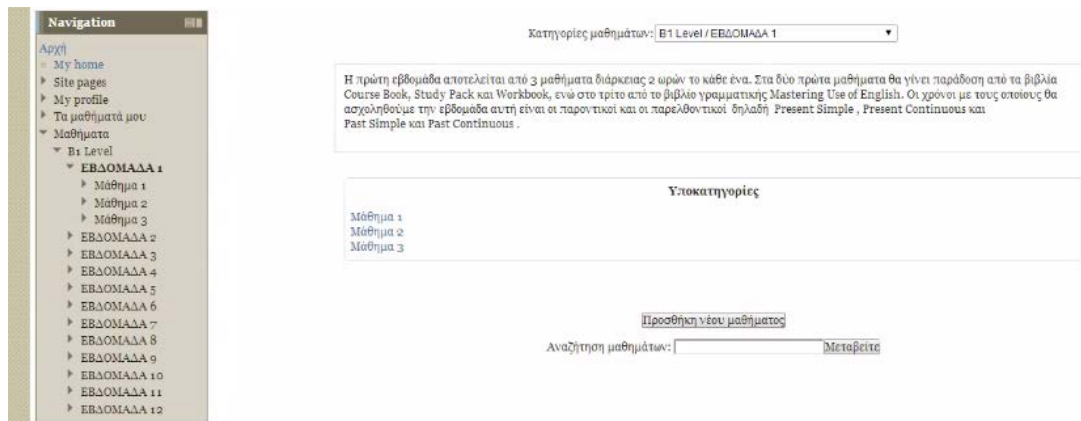 Navigation
Αρχή
My home
Site pages
My profile
Τα μαθήματά μου
Μαθήματα
B1 Level
ΕΒΔΟΜΑΔΑ 1
Μάθημα 1
Μάθημα 2
Μάθημα 3
ΕΒΔΟΜΑΔΑ 2
ΕΒΔΟΜΑΔΑ 3
ΕΒΔΟΜΑΔΑ 4
ΕΒΔΟΜΑΔΑ 5
ΕΒΔΟΜΑΔΑ 6
ΕΒΔΟΜΑΔΑ 7
ΕΒΔΟΜΑΔΑ 8
ΕΒΔΟΜΑΔΑ 9
ΕΒΔΟΜΑΔΑ 10
ΕΒΔΟΜΑΔΑ 11
ΕΒΔΟΜΑΔΑ 12
Κατηγορίες μαθημάτων: B1 Level / ΕΒΔΟΜΑΔΑ 1
Η πρώτη εβδομάδα αποτελείται από 3 μαθήματα διάρκειας 2 ωρών το κάθε ένα. Στα δύο πρώτα μαθήματα θα γίνει παράδοση από τα βιβλία
Course Book, Study Pack και Workbook, ενώ στο τρίτο από το βιβλίο γραμματικής Mastering Use of English. Οι χρόνοι με τους οποίους θα
ασχοληθούμε την εβδομάδα αυτή είναι οι παροντικοί και οι παρελθοντικοί δηλαδή Present Simple , Present Continuous και
Past Simple και Past Continuous .
Υποκατηγορίες
Μάθημα 1
Μάθημα 2
Μάθημα 3
Προσθήκη νέου μαθήματος
Αναζήτηση μαθημάτων: Μεταβείτε